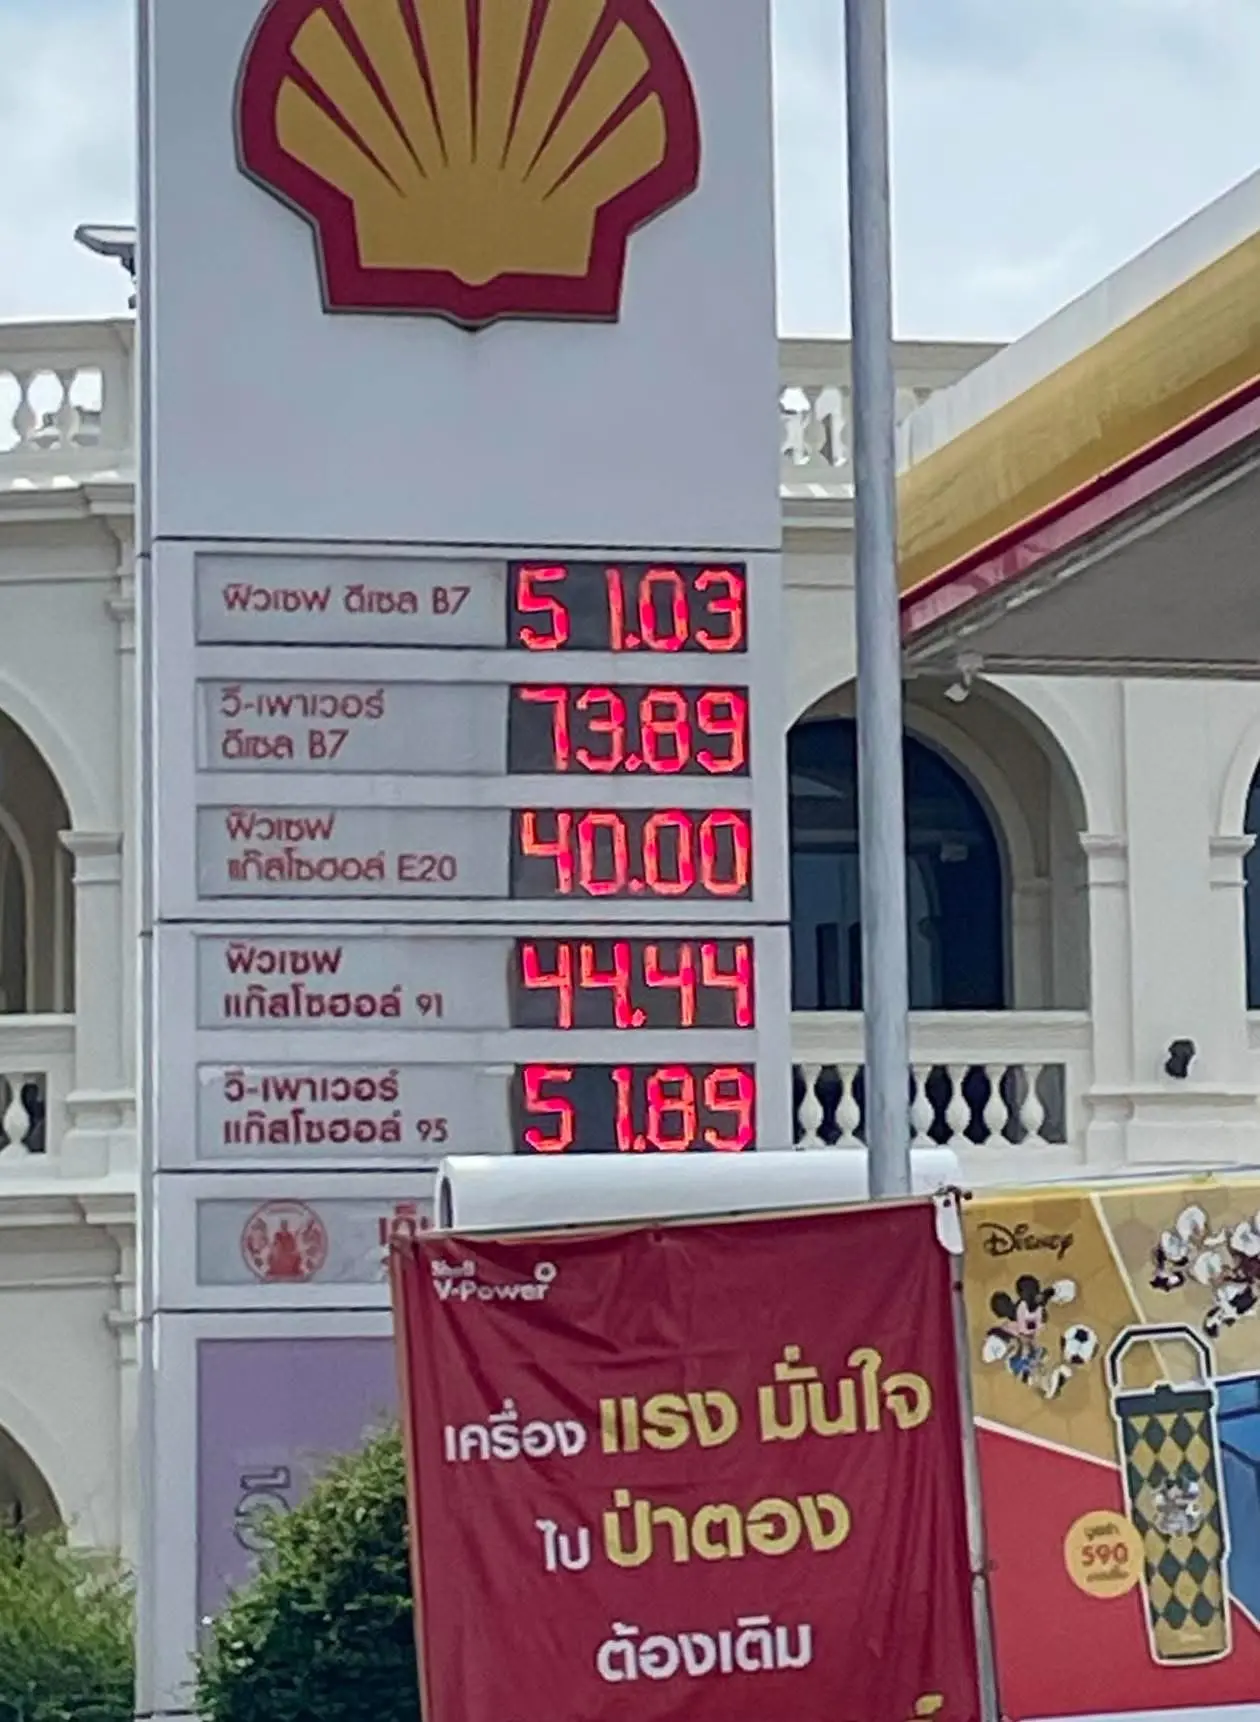 ฟิวเซฟ ดีเซล B7 51.03
วี-เพาเวอร์
ดีเซล B7
73.89
ฟิวเซฟ
แก๊สโซฮอล์ E20
40.00
ฟิวเซฟ
แก๊สโซฮอล์ 91
44.44
วี-เพาเวอร์
แก๊สโซฮอล์ 95
51.89
Shell
V-Power
เครื่อง แรง มั่นใจ
ไป ป่าตอง
ต้องเติม
Disney
มูลค่า
590